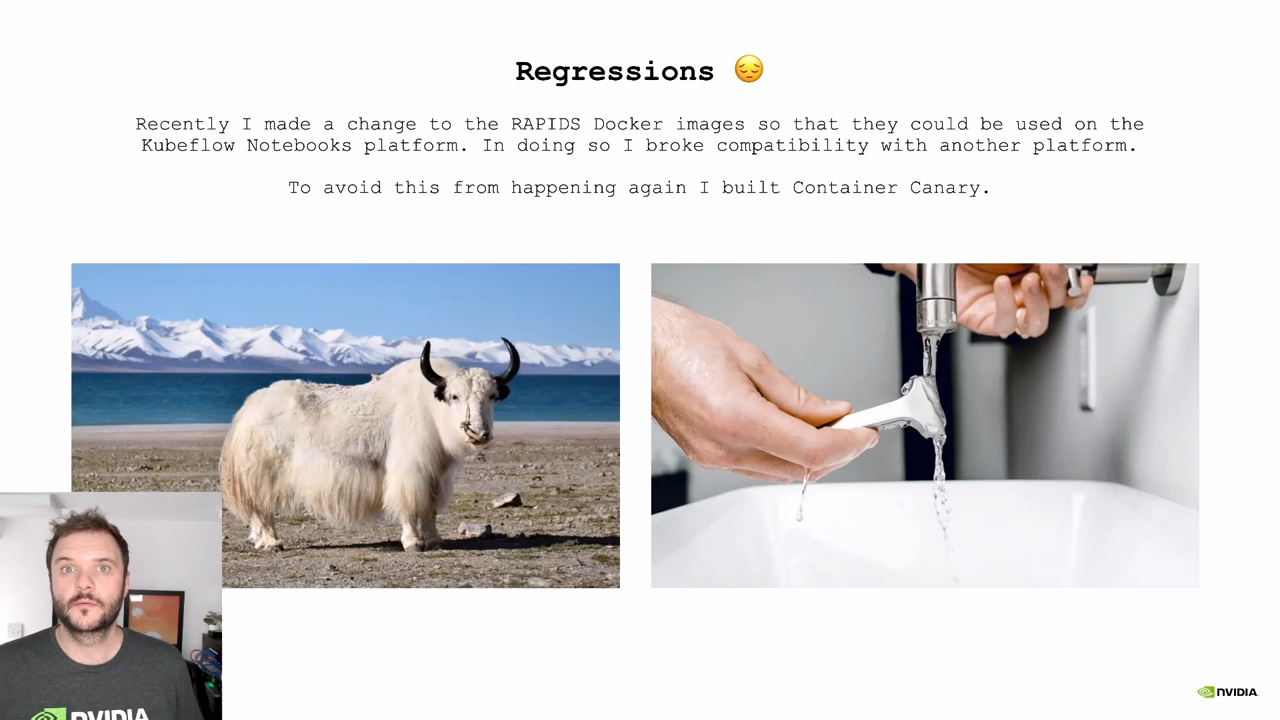 Regressions 😔
Recently I made a change to the RAPIDS Docker images so that they could be used on the
Kubeflow Notebooks platform. In doing so I broke compatibility with another platform.
To avoid this from happening again I built Container Canary.
NVIDIA
NVIDIA